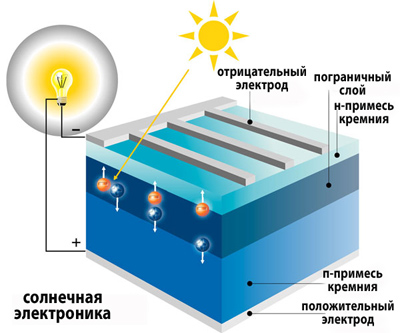 отрицательный
электрод
пограничный
слой
н-примесь
кремния
−
+
п-примесь
кремния
положительный
электрод
солнечная
электроника